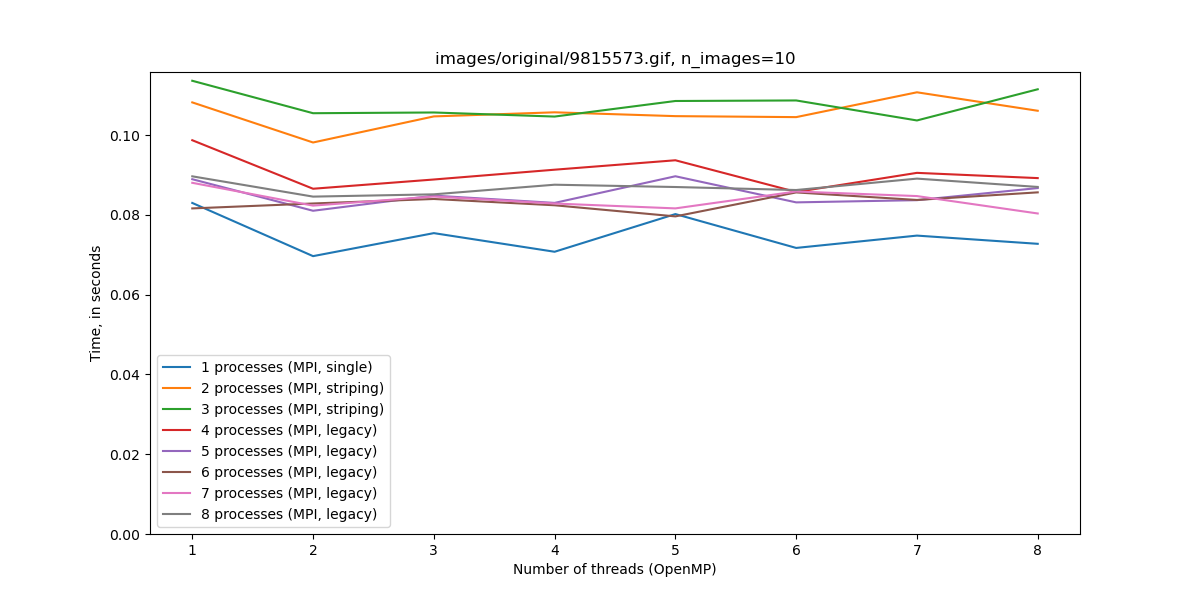 images/original/9815573.gif, n_images=10
Time, in seconds
0.10
0.08
0.06
0.04
0.02
0.00
1 processes (MPI, single)
2 processes (MPI, striping)
3 processes (MPI, striping)
4 processes (MPI, legacy)
5 processes (MPI, legacy)
6 processes (MPI, legacy)
7 processes (MPI, legacy)
8 processes (MPI, legacy)
1 2 3 4 5 6 7 8
Number of threads (OpenMP)